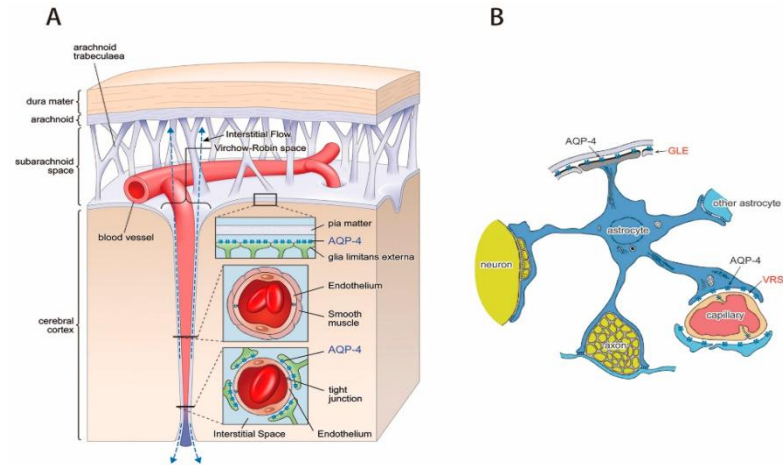 A
arachnoid
trabeculaea
dura mater
arachnoid
subarachnoid
space
blood vessel
cerebral
cortex
Interstitial Flow
Virchow-Robin space
pia matter
AQP-4
glia limitans externa
Endothelium
Smooth
muscle
AQP-4
tight
junction
Interstitial Space
Endothelium
B
AQP-4
GLE
other astrocyte
astrocyte
neuron
AQP-4
VRS
capillary
axon